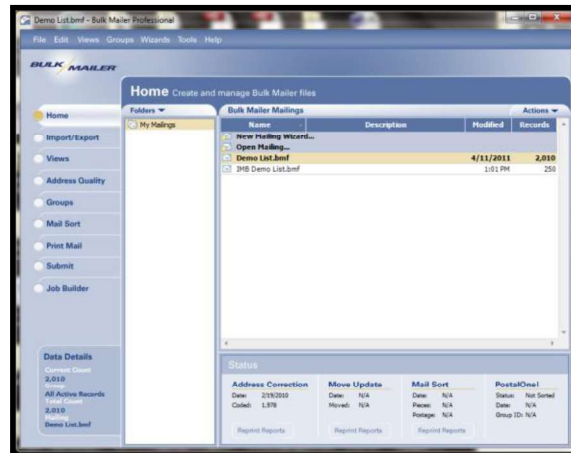 Demo List.bmf - Bulk Mailer Professional
File Edit Views Groups Wizards Tools Help
BULK MAILER
Home Create and manage Bulk Mailer files
Home
Import/Export
Views
Address Quality
Groups
Mail Sort
Print Mail
Submit
Job Builder
Folders
My Mailings
Bulk Mailer Mailings Actions
Name Description Modified Records
New Mailing Wizard...
Open Mailing...
Demo List.bmf 4/11/2011 2,010
IMB Demo List.bmf 1:01 PM 250
Data Details
Current Count
2,010
Group
All Active Records
Total Count
2,010
Mailing
Demo List.bmf
Status
Address Correction Move Update Mail Sort PostalOne!
Date: 2/19/2010 Date: N/A Date: N/A Status: Not Sorted
Coded: 1,978 Moved: N/A Pieces: N/A Date: N/A
Postage: N/A Group ID: N/A
Reprint Reports Reprint Reports Reprint Reports